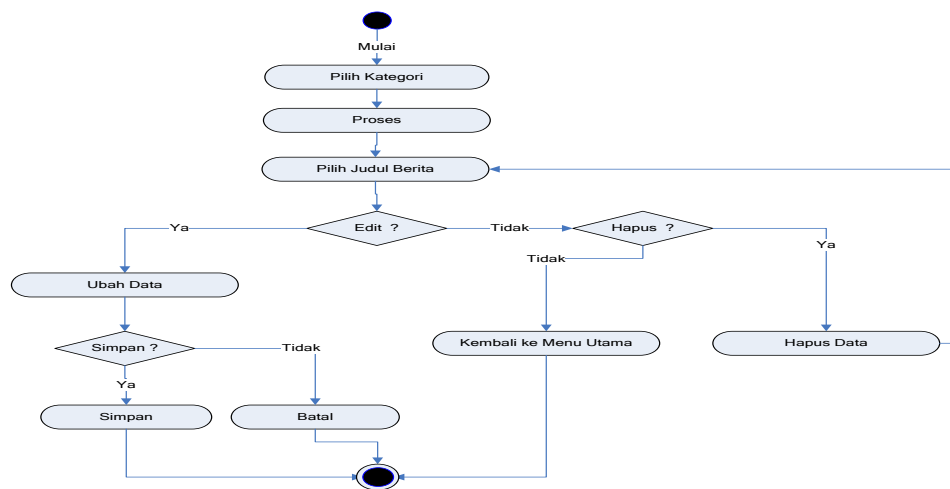 Mulai
Pilih Kategori
Proses
Pilih Judul Berita
Ya
Edit ?
Tidak
Hapus ?
Ya
Tidak
Ubah Data
Simpan ?
Tidak
Kembali ke Menu Utama
Hapus Data
Ya
Simpan
Batal